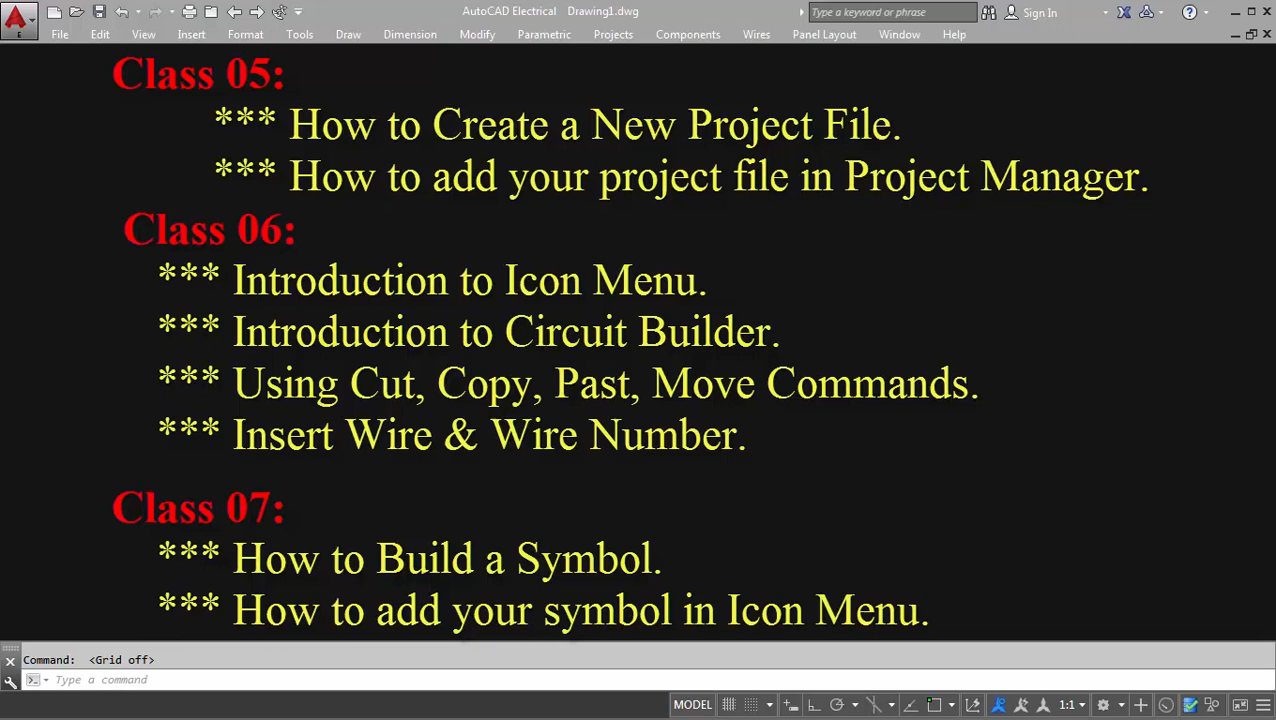 AutoCAD Electrical Drawing1.dwg
Type a keyword or phrase
Sign In
E
File Edit View Insert Format Tools Draw Dimension Modify Parametric Projects Components Wires Panel Layout Window Help
Class 05:
*** How to Create a New Project File.
*** How to add your project file in Project Manager.
Class 06:
*** Introduction to Icon Menu.
*** Introduction to Circuit Builder.
*** Using Cut, Copy, Past, Move Commands.
*** Insert Wire & Wire Number.
Class 07:
*** How to Build a Symbol.
*** How to add your symbol in Icon Menu.
Command: <Grid off>
Type a command
MODEL 1:1